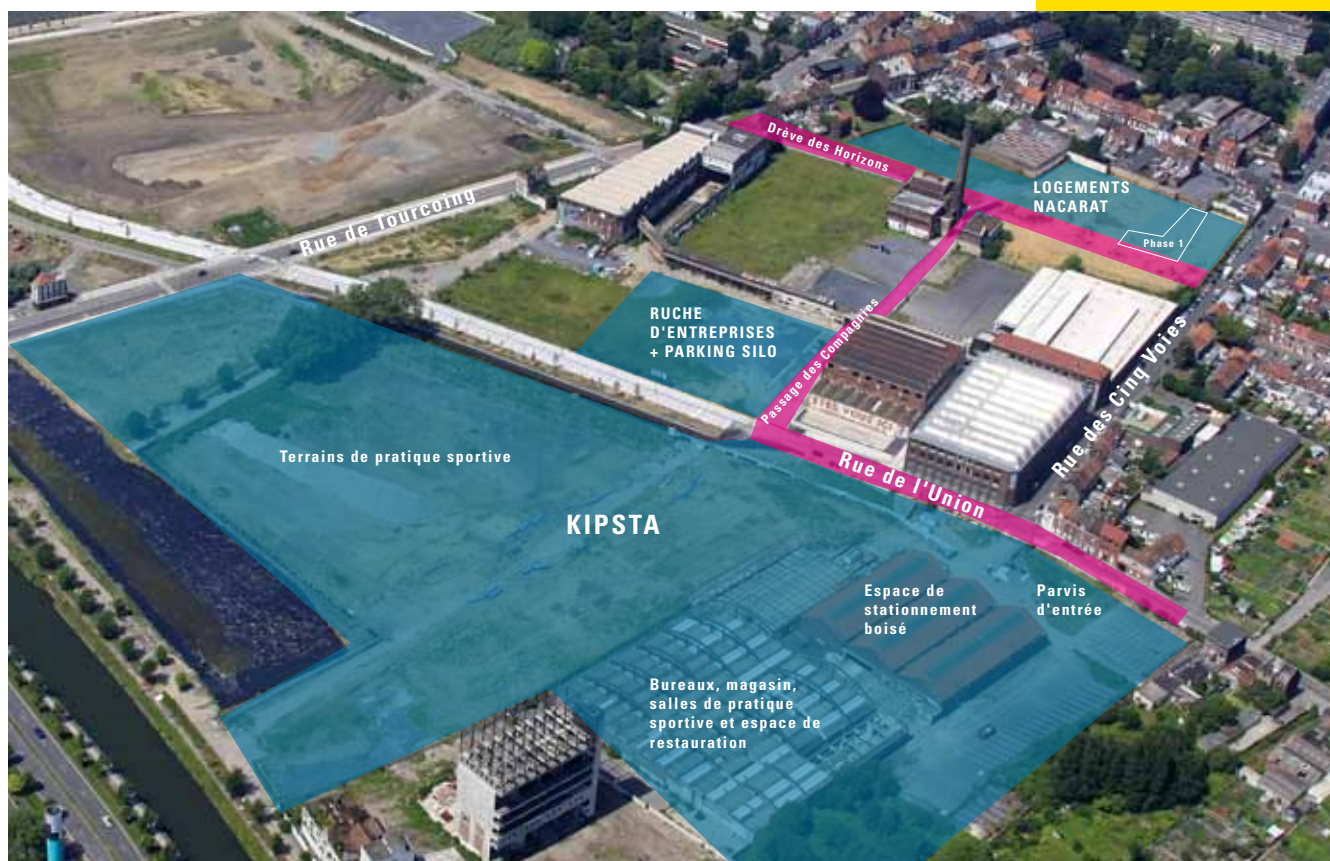 Drève des Horizons
LOGEMENTS
NACARAT
Phase 1
Rue de Tourcoing
RUCHE
D'ENTREPRISES
+ PARKING SILO
Passage des Compagnies
Rue des Cinq Voies
Rue de l'Union
Terrains de pratique sportive
KIPSTA
Espace de
stationnement
boisé
Parvis
d'entrée
Bureaux, magasin,
salles de pratique
sportive et espace de
restauration